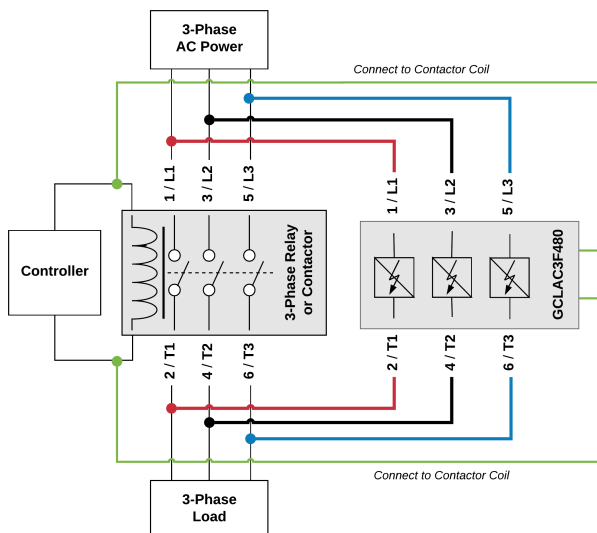 3-Phase
AC Power
Connect to Contactor Coil
1 / L1
3 / L2
5 / L3
1 / L1
3 / L2
5 / L3
Controller
3-Phase Relay
or Contactor
GCLAC3F480
2 / T1
4 / T2
6 / T3
2 / T1
4 / T2
6 / T3
Connect to Contactor Coil
3-Phase
Load